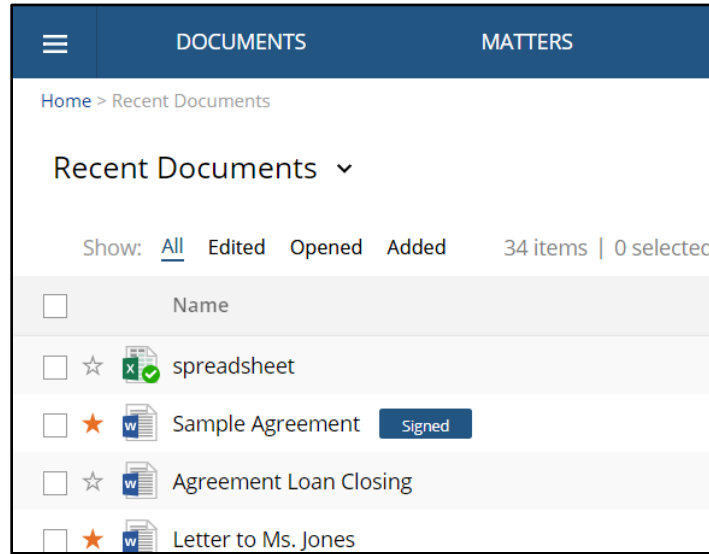 DOCUMENTS MATTERS
Home > Recent Documents
Recent Documents
Show: All Edited Opened Added 34 items | 0 selected
Name
spreadsheet
Sample Agreement Signed
Agreement Loan Closing
Letter to Ms. Jones